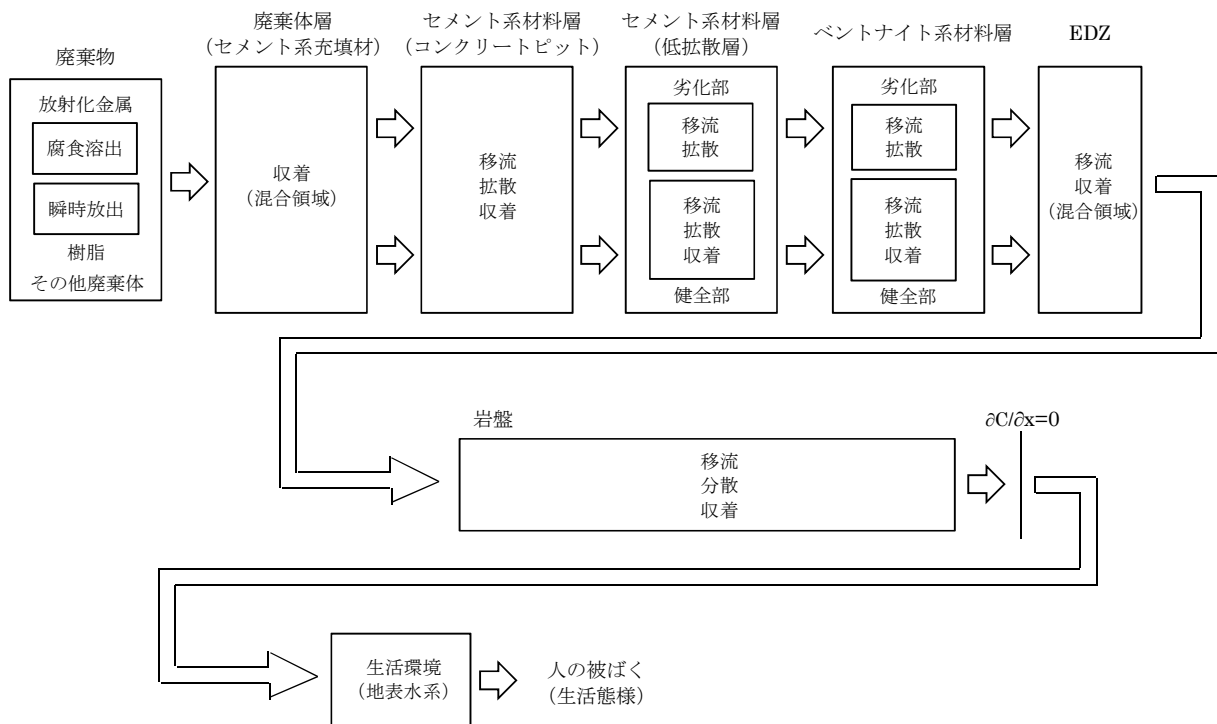 廃棄物
放射化金属
腐食溶出
瞬時放出
樹脂
その他廃棄体
廃棄体層
（セメント系充填材）
収着
（混合領域）
セメント系材料層
（コンクリートピット）
移流
拡散
収着
セメント系材料層
（低拡散層）
劣化部
移流
拡散
移流
拡散
収着
健全部
ベントナイト系材料層
劣化部
移流
拡散
移流
拡散
収着
健全部
EDZ
移流
収着
（混合領域）
岩盤
移流
分散
収着
∂C/∂x=0
生活環境
（地表水系）
人の被ばく
（生活態様）